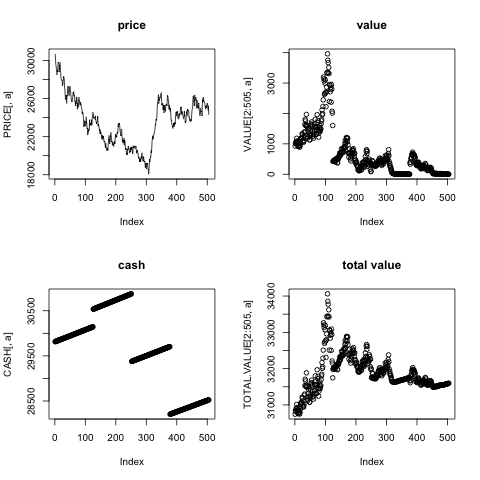 price
PRICE[, a]
18000 22000 26000 30000
0 100 200 300 400 500
Index
value
VALUE[2:505, a]
0 1000 3000
0 100 200 300 400 500
Index
cash
CASH[, a]
28500 29500 30500
0 100 200 300 400 500
Index
total value
TOTAL.VALUE[2:505, a]
31000 32000 33000 34000
0 100 200 300 400 500
Index